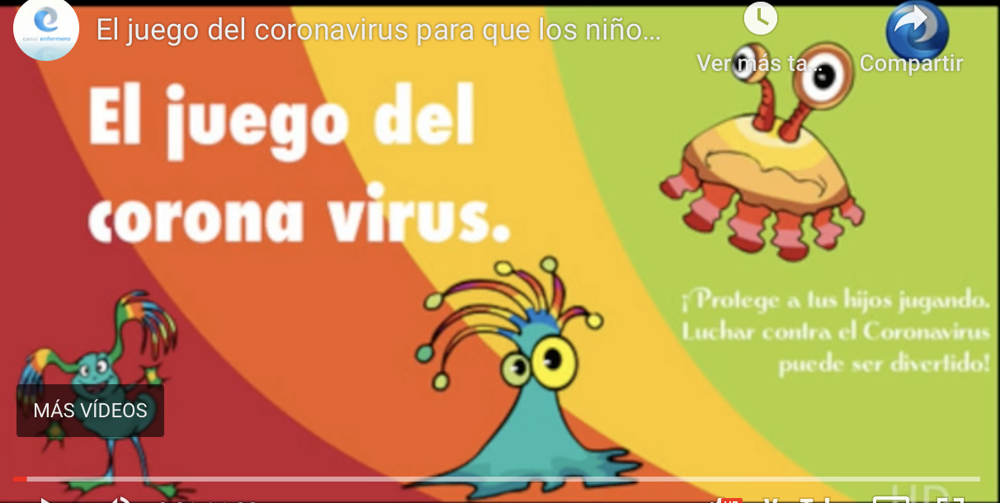 canal enfermero
El juego del coronavirus para que los niño...
Ver más ta...
Compartir
El juego del
corona virus.
¡Protege a tus hijos jugando.
Luchar contra el Coronavirus
puede ser divertido!
MÁS VÍDEOS
HD